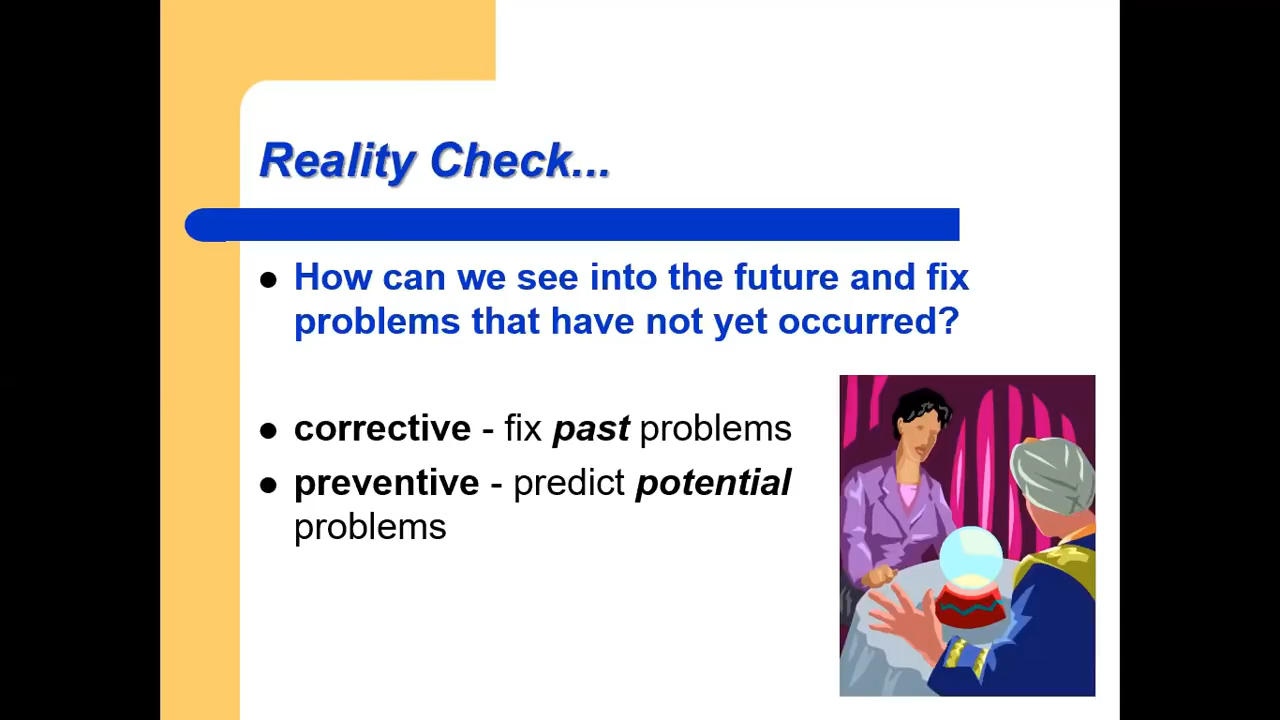 Reality Check...
How can we see into the future and fix
problems that have not yet occurred?
corrective - fix past problems
preventive - predict potential
problems